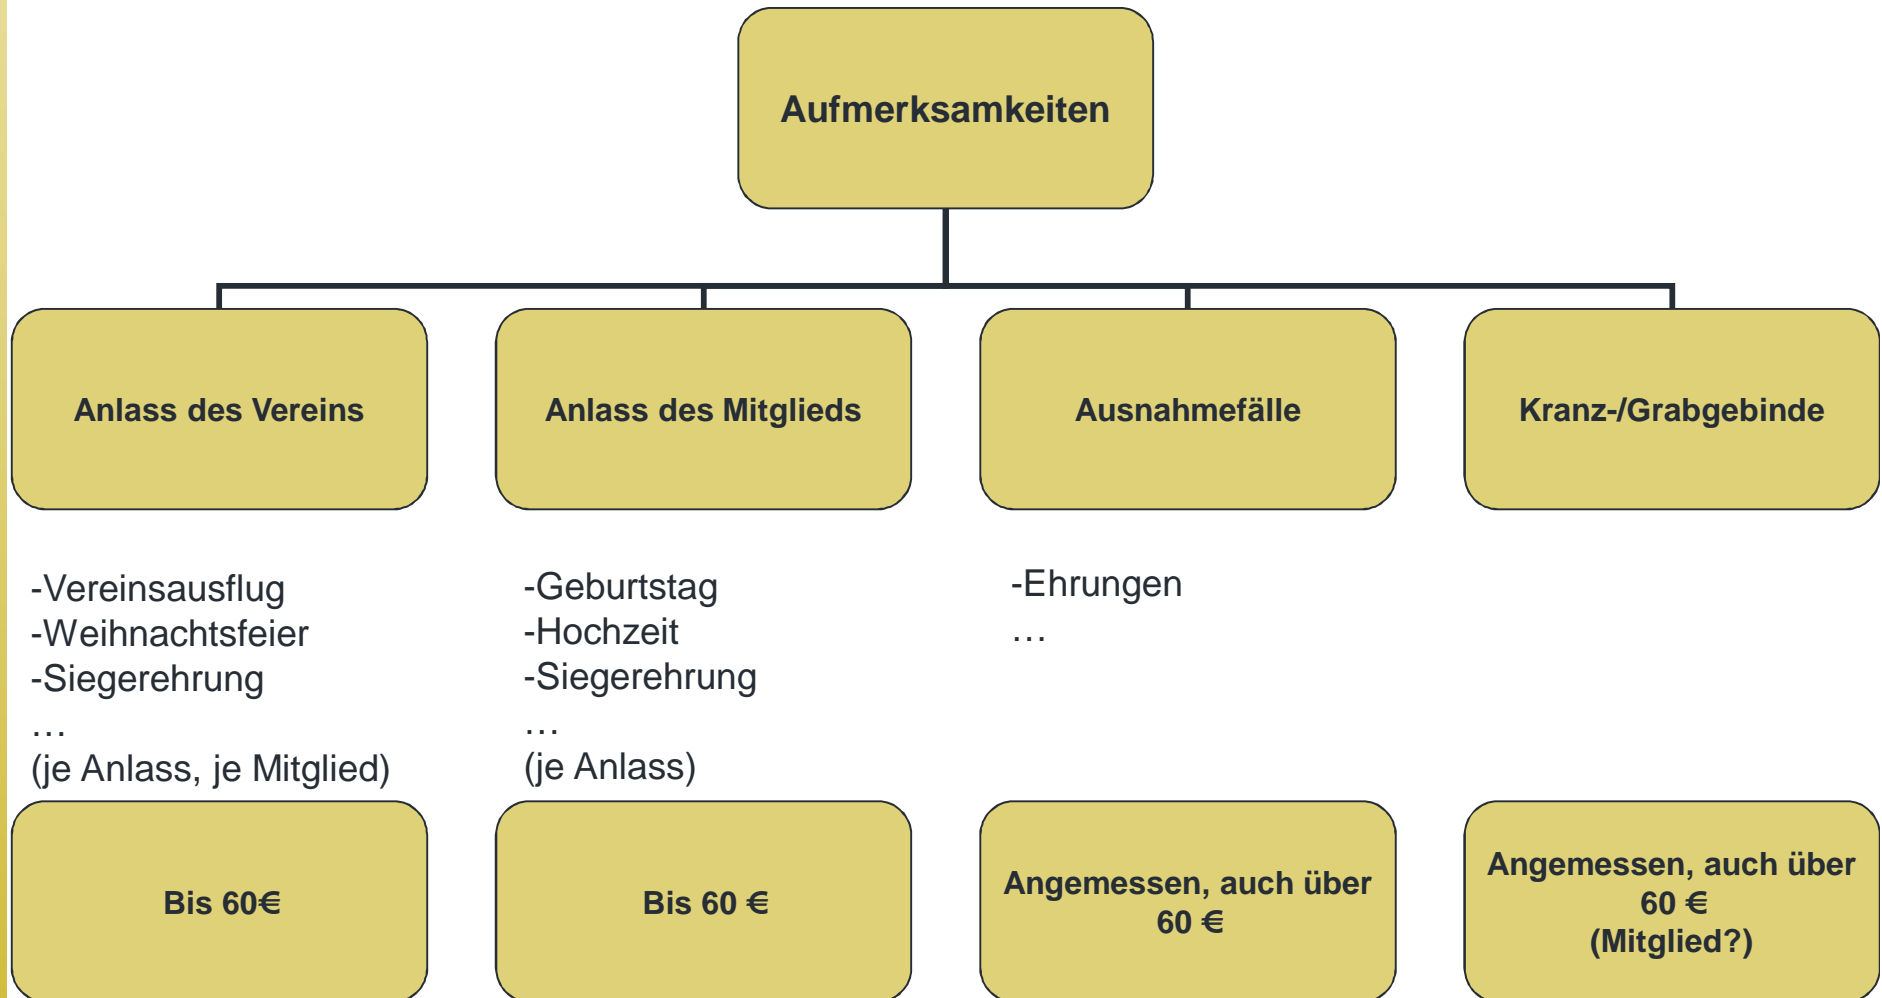 Aufmerksamkeiten
Anlass des Vereins
Anlass des Mitglieds
Ausnahmefälle
Kranz-/Grabgebinde
-Vereinsausflug
-Weihnachtsfeier
-Siegerehrung
…
(je Anlass, je Mitglied)
-Geburtstag
-Hochzeit
-Siegerehrung
…
(je Anlass)
-Ehrungen
…
Bis 60€
Bis 60 €
Angemessen, auch über
60 €
Angemessen, auch über
60 €
(Mitglied?)